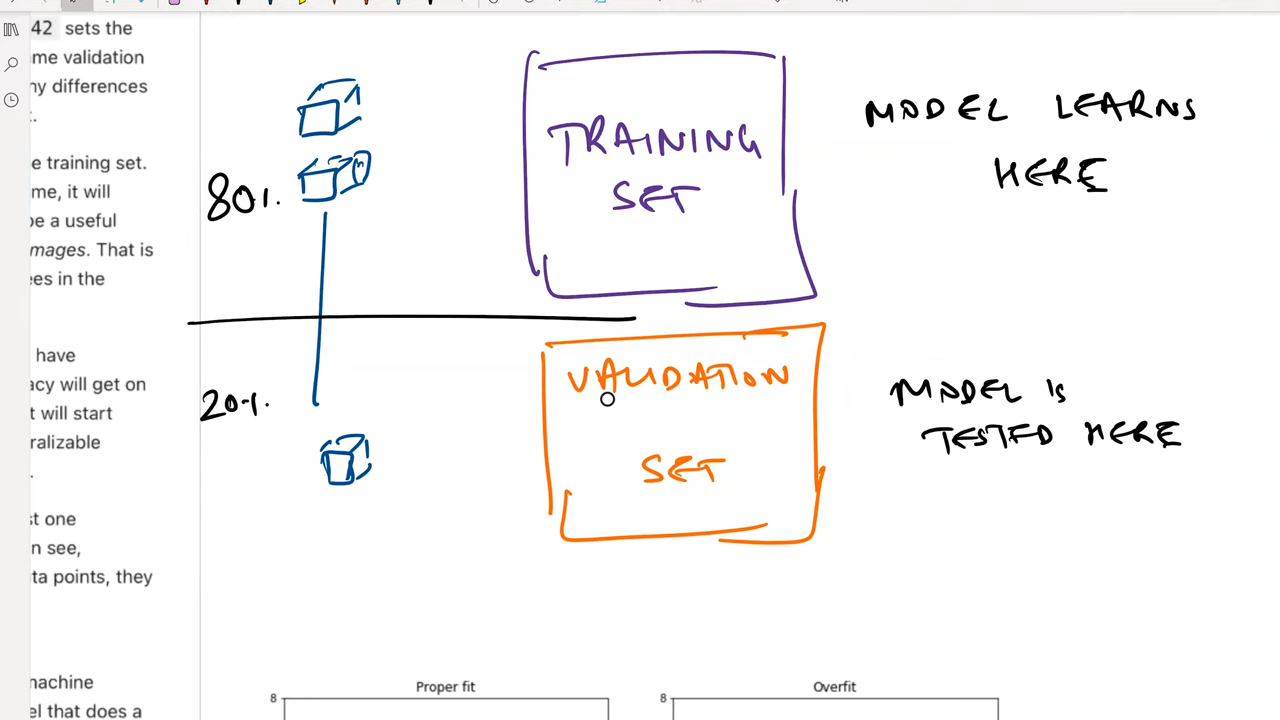 42 sets the
me validation
ny differences
t.
e training set.
me, it will
be a useful
mages. That is
es in the
have
acy will get on
t will start
ralizable
st one
n see,
ta points, they
machine
el that does a
80%.
20%.
TRAINING
SET
MODEL LEARNS
HERE
VALIDATION
SET
MODEL is
TESTED HERE
Proper fit
8
Overfit
8